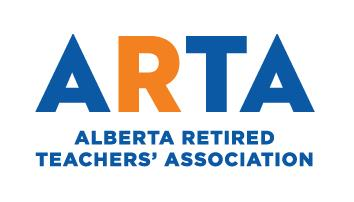 ARTA
ALBERTA RETIRED
TEACHERS' ASSOCIATION